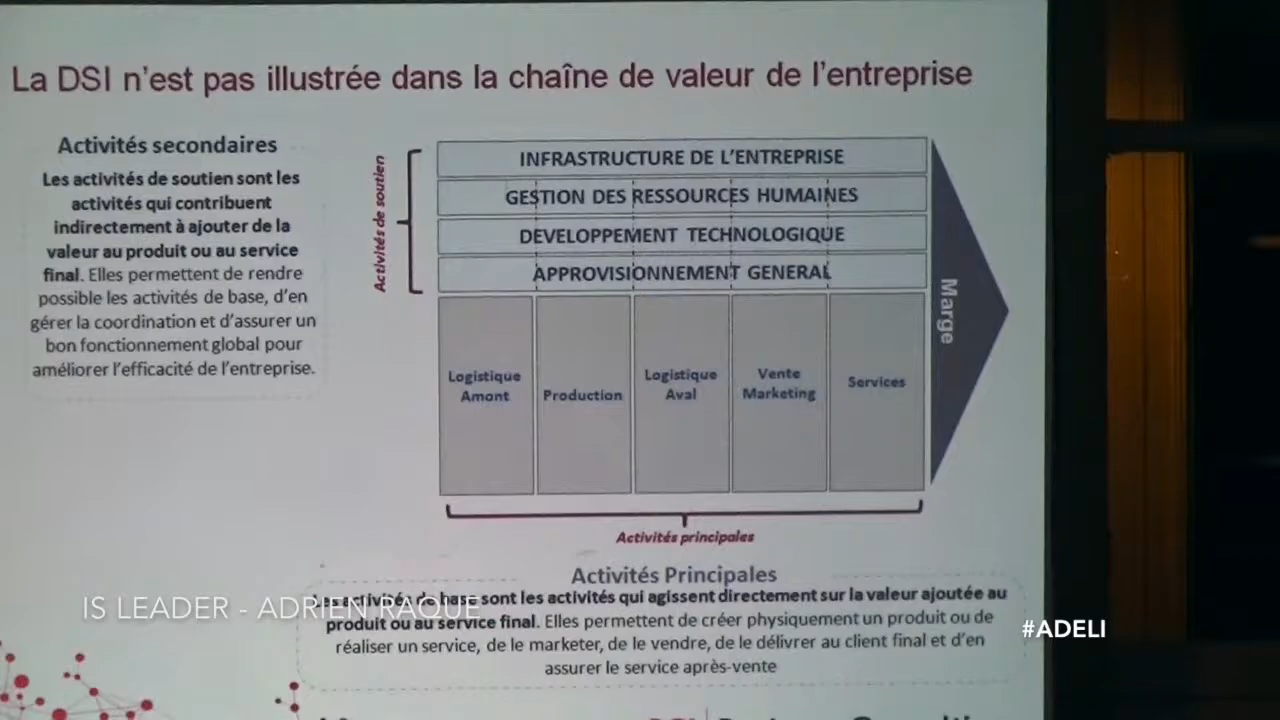 La DSI n'est pas illustrée dans la chaîne de valeur de l'entreprise
Activités secondaires
Les activités de soutien sont les
activités qui contribuent
indirectement à ajouter de la
valeur au produit ou au service
final. Elles permettent de rendre
possible les activités de base, d'en
gérer la coordination et d'assurer un
bon fonctionnement global pour
améliorer l'efficacité de l'entreprise.
Activités de soutien
INFRASTRUCTURE DE L'ENTREPRISE
GESTION DES RESSOURCES HUMAINES
DEVELOPPEMENT TECHNOLOGIQUE
APPROVISIONNEMENT GENERAL
Logistique
Amont
Production
Logistique
Aval
Vente
Marketing
Services
Marge
Activités principales
Activités Principales
Les activités de base sont les activités qui agissent directement sur la valeur ajoutée au
produit ou au service final. Elles permettent de créer physiquement un produit ou de
réaliser un service, de le marketer, de le vendre, de le délivrer au client final et d'en
assurer le service après-vente
IS LEADER - ADRIEN RAQUE
#ADELI